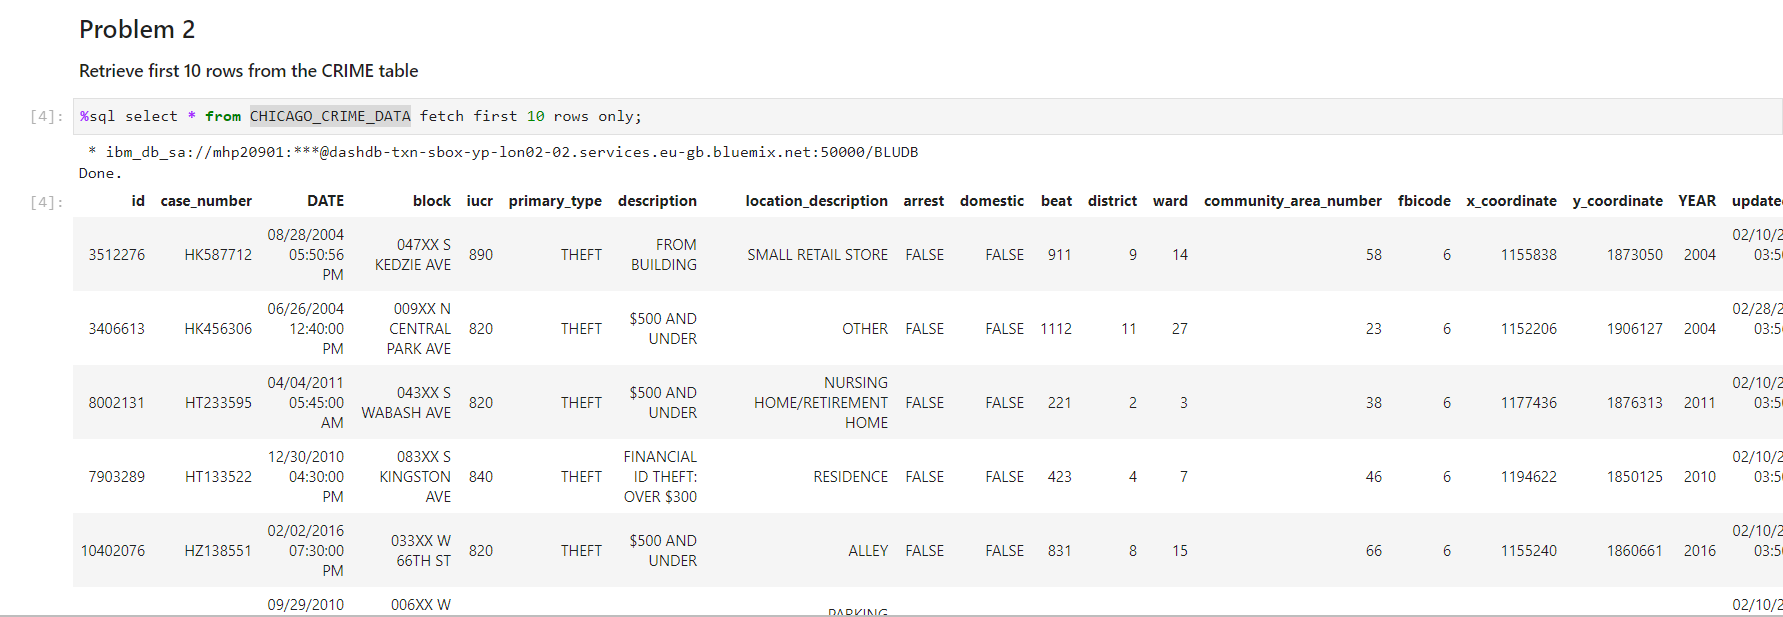 Problem 2
Retrieve first 10 rows from the CRIME table
[4]: %sql select * from CHICAGO_CRIME_DATA fetch first 10 rows only;
* ibm_db_sa://mhp20901:***@dashdb-txn-sbox-yp-lon02-02.services.eu-gb.bluemix.net:50000/BLUDB
Done.
[4]: id case_number DATE block iucr primary_type description location_description arrest domestic beat district ward community_area_number fbicode x_coordinate y_coordinate YEAR update
08/28/2004 02/10/2
047XX S FROM
3512276 HK587712 05:50:56 890 THEFT SMALL RETAIL STORE FALSE FALSE 911 9 14 58 6 1155838 1873050 2004 03:5
KEDZIE AVE BUILDING
PM
06/26/2004 009XX N 02/28/2
$500 AND
3406613 HK456306 12:40:00 CENTRAL 820 THEFT OTHER FALSE FALSE 1112 11 27 23 6 1152206 1906127 2004 03:5
UNDER
PM PARK AVE
04/04/2011 NURSING 02/10/2
043XX S $500 AND
8002131 HT233595 05:45:00 820 THEFT HOME/RETIREMENT FALSE FALSE 221 2 3 38 6 1177436 1876313 2011 03:5
WABASH AVE UNDER
AM HOME
12/30/2010 083XX S FINANCIAL 02/10/2
7903289 HT133522 04:30:00 KINGSTON 840 THEFT ID THEFT: RESIDENCE FALSE FALSE 423 4 7 46 6 1194622 1850125 2010 03:5
PM AVE OVER $300
02/02/2016 02/10/2
033XX W $500 AND
10402076 HZ138551 07:30:00 820 THEFT ALLEY FALSE FALSE 831 8 15 66 6 1155240 1860661 2016 03:5
66TH ST UNDER
PM
09/29/2010 006XX W 02/10/2
PARKING